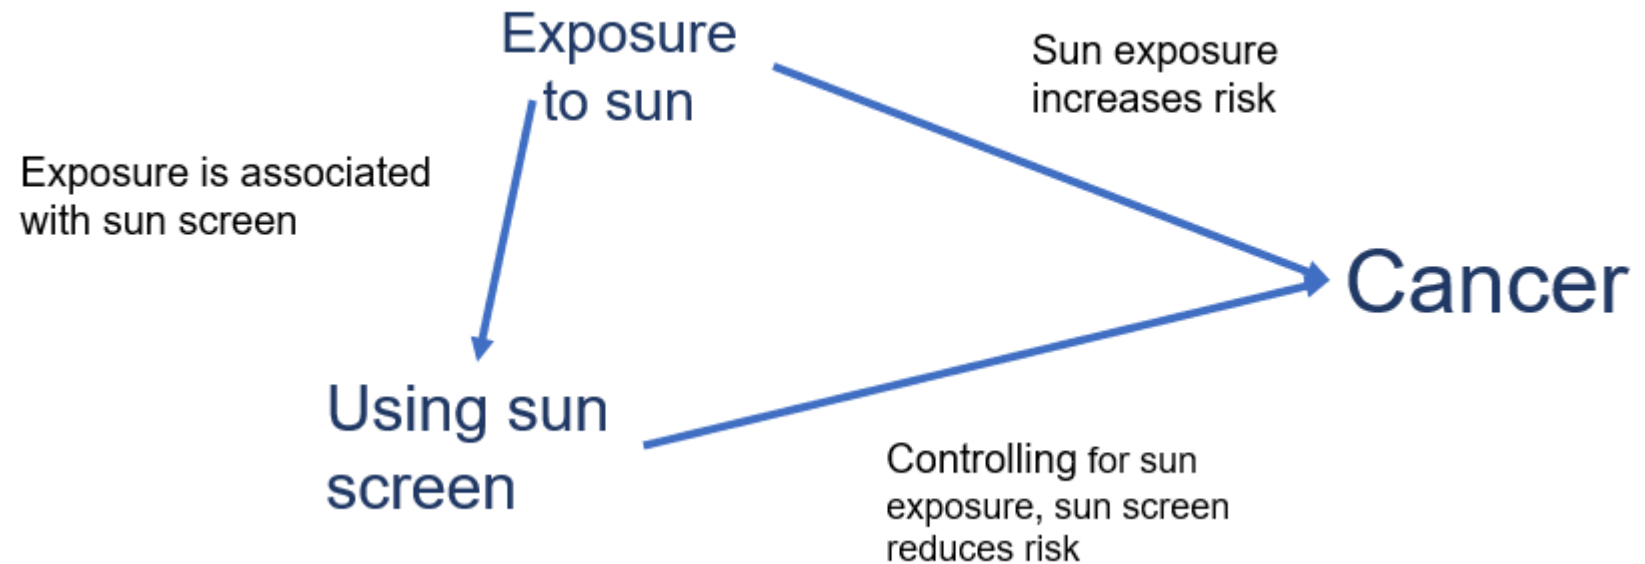 Exposure
to sun
Sun exposure
increases risk
Exposure is associated
with sun screen
Cancer
Using sun
screen
Controlling for sun
exposure, sun screen
reduces risk